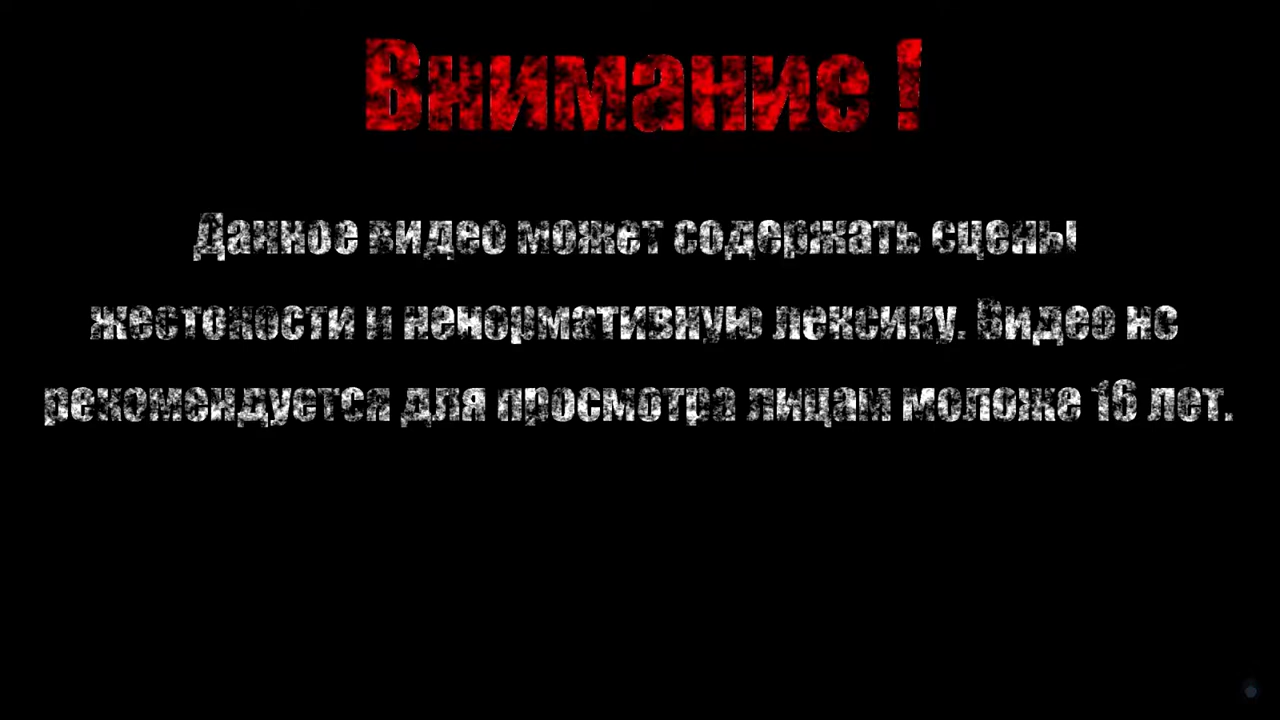 Внимание !
Данное видео может содержать сцены
жестокости и ненормативную лексику. Видео не
рекомендуется для просмотра лицам моложе 16 лет.